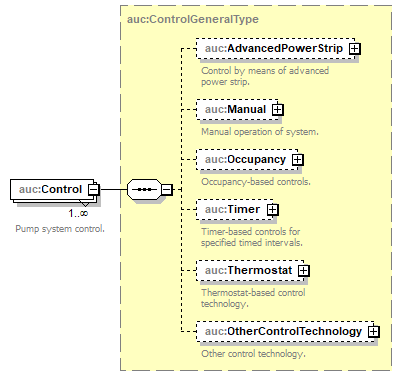 auc:ControlGeneralType
auc:AdvancedPowerStrip
Control by means of advanced
power strip.
auc:Manual
Manual operation of system.
auc:Occupancy
Occupancy-based controls.
auc:Control
1..∞
Pump system control.
auc:Timer
Timer-based controls for
specified timed intervals.
auc:Thermostat
Thermostat-based control
technology.
auc:OtherControlTechnology
Other control technology.